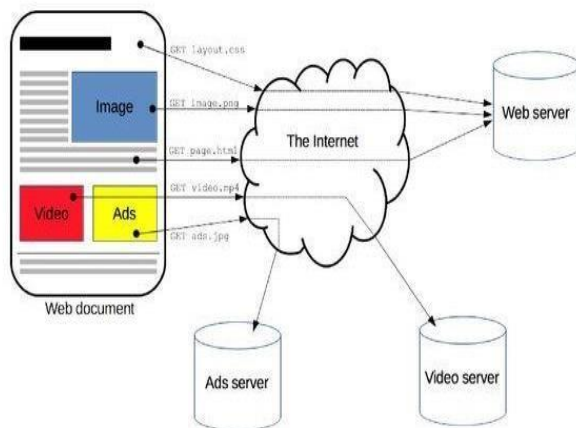 GET layout.css
Image
GET image.png
The Internet
Web server
GET page.html
GET video.mp4
Video
Ads
GET ads.jpg
Web document
Ads server
Video server